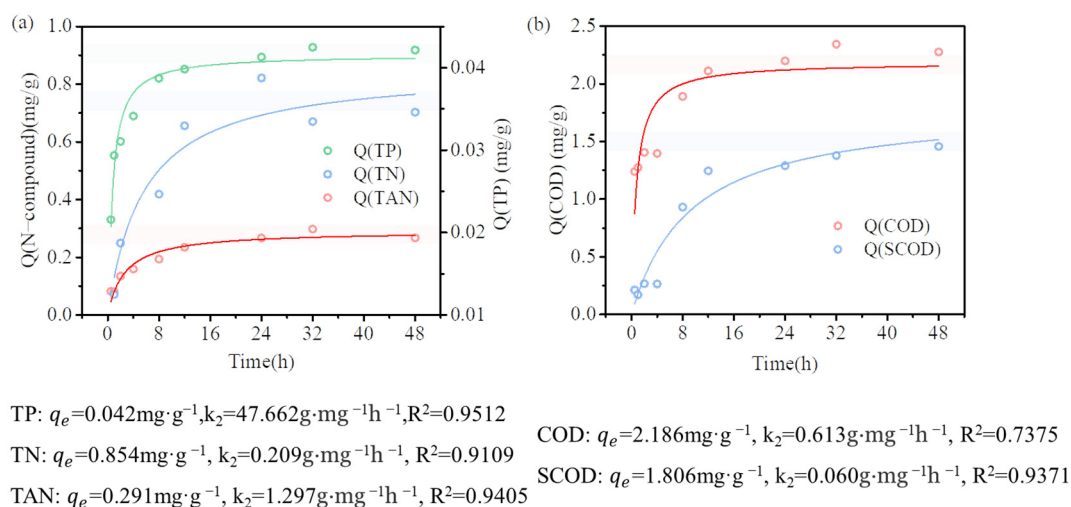 (a)
1.0
0.8
0.6
0.4
0.2
0.0
Q(N−compound)(mg/g)
Q(TP)
Q(TN)
Q(TAN)
0.04
0.03
0.02
0.01
Q(TP) (mg/g)
0 8 16 24 32 40 48
Time(h)
(b)
2.5
2.0
1.5
1.0
0.5
0.0
Q(COD) (mg/g)
Q(COD)
Q(SCOD)
0 8 16 24 32 40 48
Time(h)
TP: qₑ=0.042mg·g⁻¹,k₂=47.662g·mg ⁻¹h ⁻¹,R²=0.9512
TN: qₑ=0.854mg·g ⁻¹, k₂=0.209g·mg ⁻¹h ⁻¹, R²=0.9109
TAN: qₑ=0.291mg·g ⁻¹, k₂=1.297g·mg ⁻¹h ⁻¹, R²=0.9405
COD: qₑ=2.186mg·g⁻¹, k₂=0.613g·mg ⁻¹h ⁻¹, R²=0.7375
SCOD: qₑ=1.806mg·g ⁻¹, k₂=0.060g·mg ⁻¹h ⁻¹, R²=0.9371